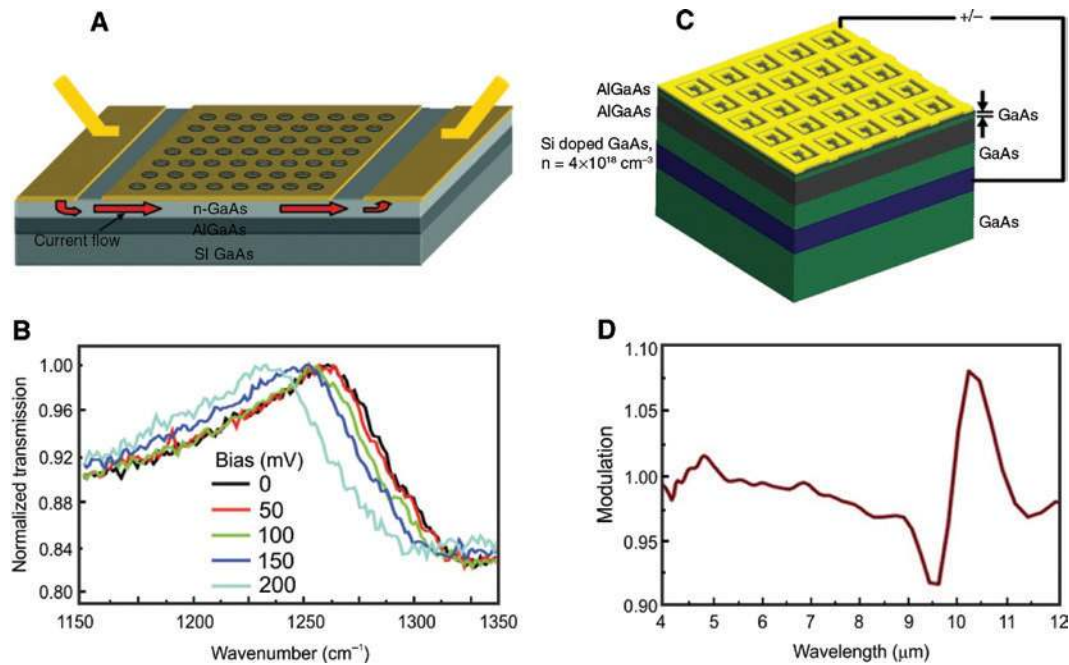 A
n-GaAs
Current flow
AlGaAs
SI GaAs
C
+/−
AlGaAs
AlGaAs
Si doped GaAs,
n = 4×10¹⁸ cm⁻³
GaAs
GaAs
GaAs
B
Normalized transmission
1.00
0.96
0.92
0.88
0.84
0.80
Bias (mV)
0
50
100
150
200
1150 1200 1250 1300 1350
Wavenumber (cm⁻¹)
D
Modulation
1.10
1.05
1.00
0.95
0.90
4 5 6 7 8 9 10 11 12
Wavelength (μm)